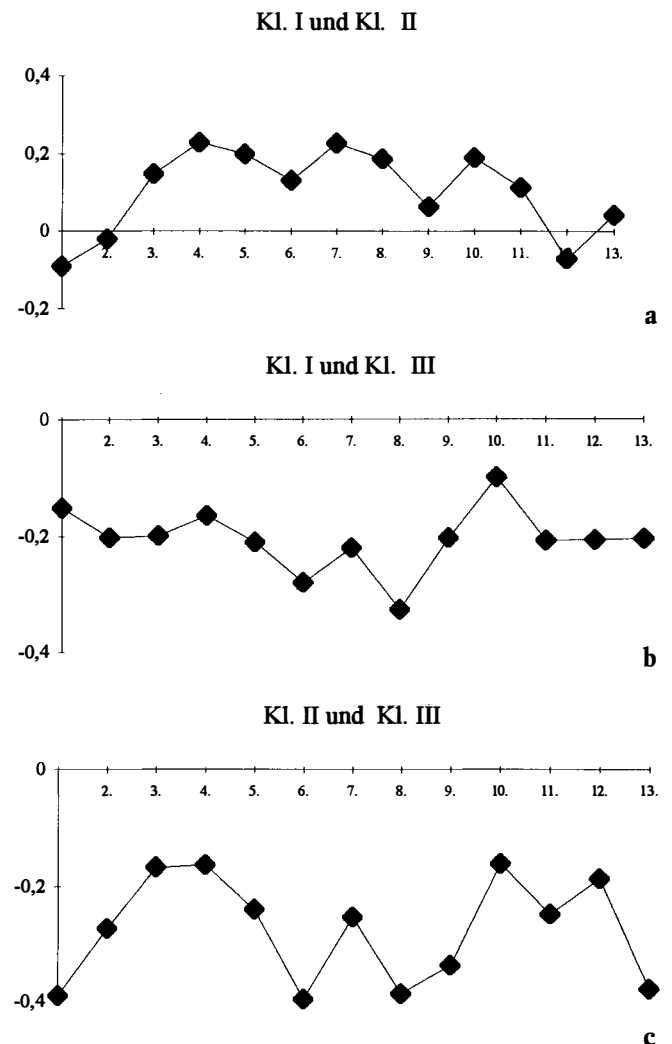 Kl. I und Kl. II
0,4
0,2
0
2. 3. 4. 5. 6. 7. 8. 9. 10. 11. 13.
-0,2
a
Kl. I und Kl. III
0
2. 3. 4. 5. 6. 7. 8. 9. 10. 11. 12. 13.
-0,2
-0,4
b
Kl. II und Kl. III
0
2. 3. 4. 5. 6. 7. 8. 9. 10. 11. 12. 13.
-0,2
-0,4
c